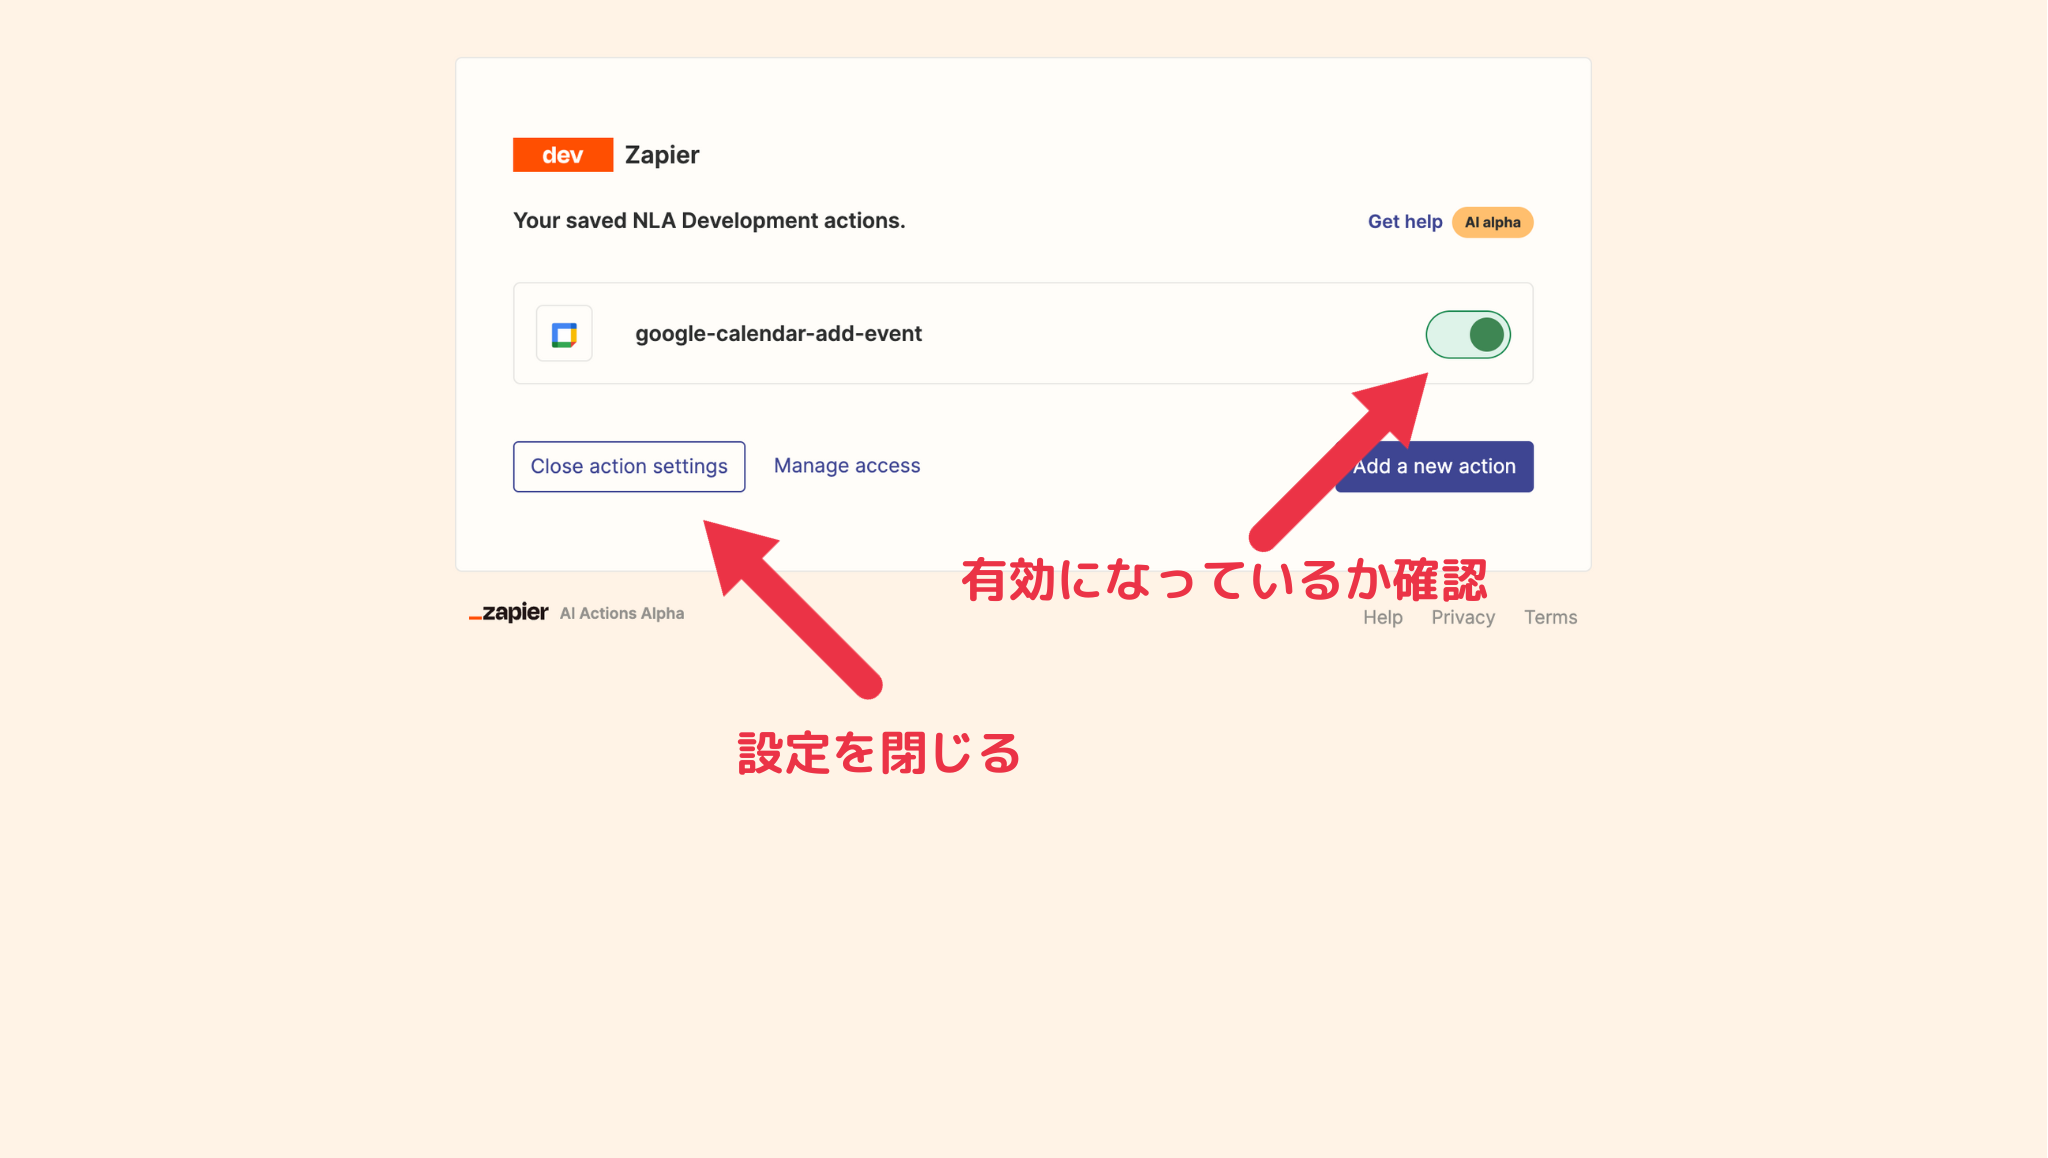 dev Zapier
Your saved NLA Development actions.
Get help AI alpha
google-calendar-add-event
Close action settings Manage access
Add a new action
有効になっているか確認
zapier AI Actions Alpha
Help Privacy Terms
設定を閉じる